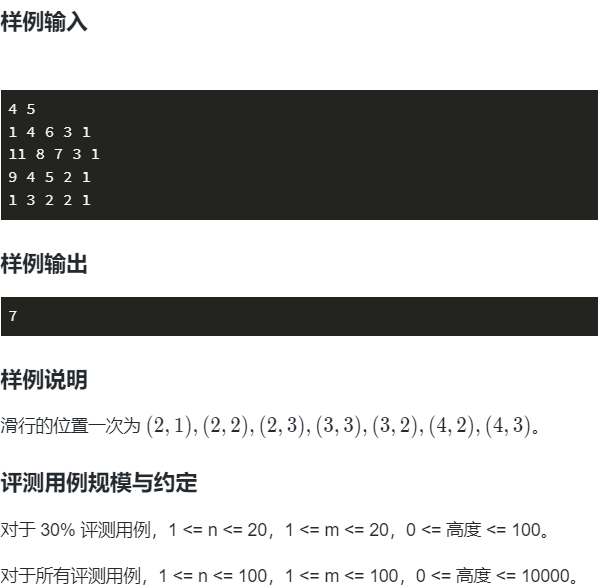 样例输入
4 5
1 4 6 3 1
11 8 7 3 1
9 4 5 2 1
1 3 2 2 1
样例输出
7
样例说明
滑行的位置一次为 (2, 1), (2, 2), (2, 3), (3, 3), (3, 2), (4, 2), (4, 3)。
评测用例规模与约定
对于 30% 评测用例，1 <= n <= 20，1 <= m <= 20，0 <= 高度 <= 100。
对于所有评测用例，1 <= n <= 100，1 <= m <= 100，0 <= 高度 <= 10000。